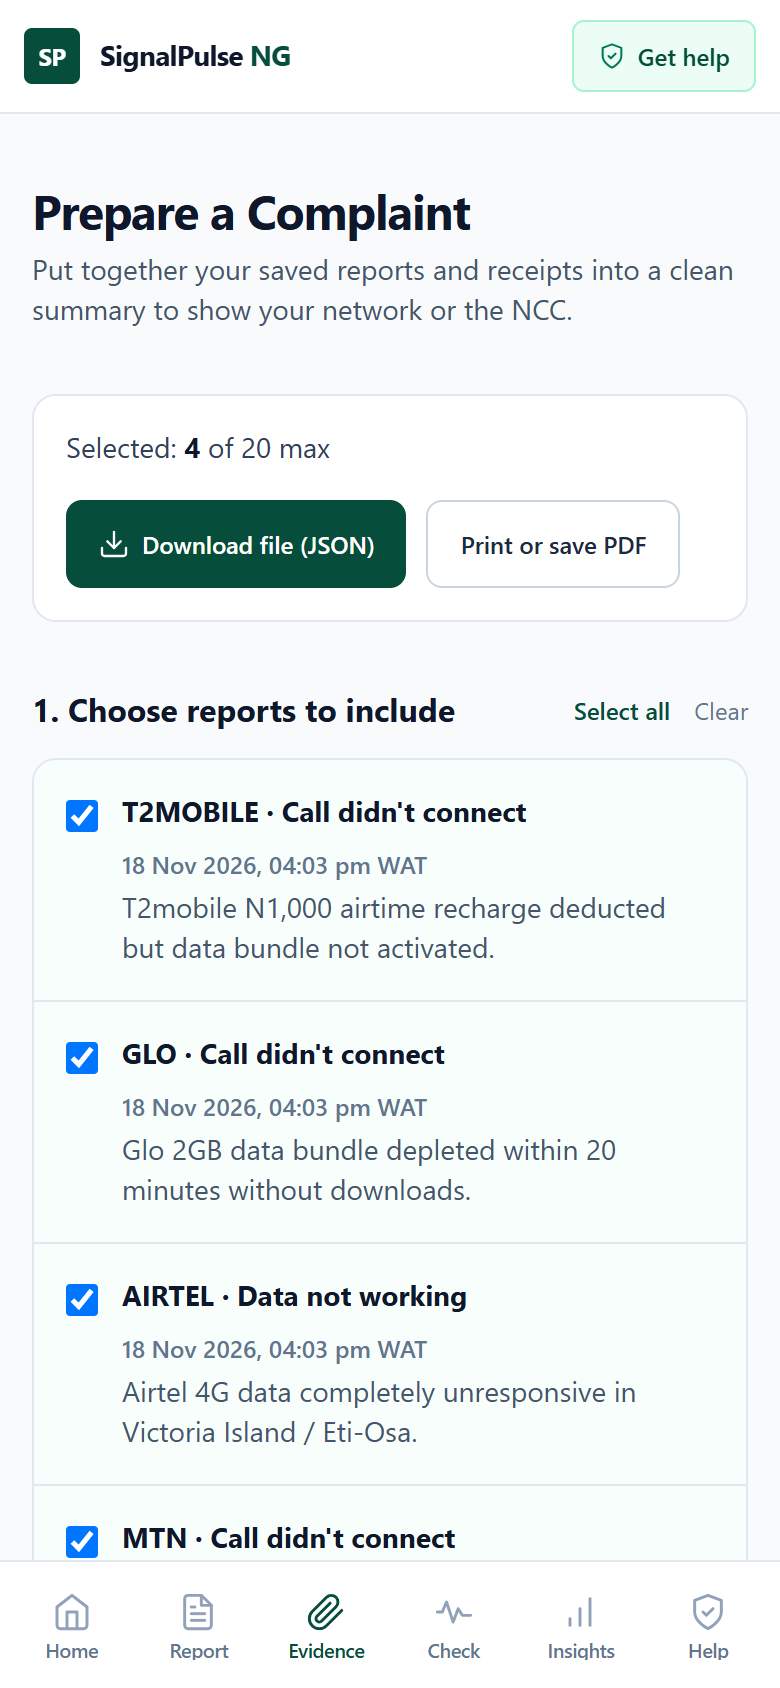 SP SignalPulse NG Get help
Prepare a Complaint
Put together your saved reports and receipts into a clean
summary to show your network or the NCC.
Selected: 4 of 20 max
Download file (JSON) Print or save PDF
1. Choose reports to include Select all Clear
T2MOBILE · Call didn't connect
18 Nov 2026, 04:03 pm WAT
T2mobile N1,000 airtime recharge deducted
but data bundle not activated.
GLO · Call didn't connect
18 Nov 2026, 04:03 pm WAT
Glo 2GB data bundle depleted within 20
minutes without downloads.
AIRTEL · Data not working
18 Nov 2026, 04:03 pm WAT
Airtel 4G data completely unresponsive in
Victoria Island / Eti-Osa.
MTN · Call didn't connect
Home Report Evidence Check Insights Help